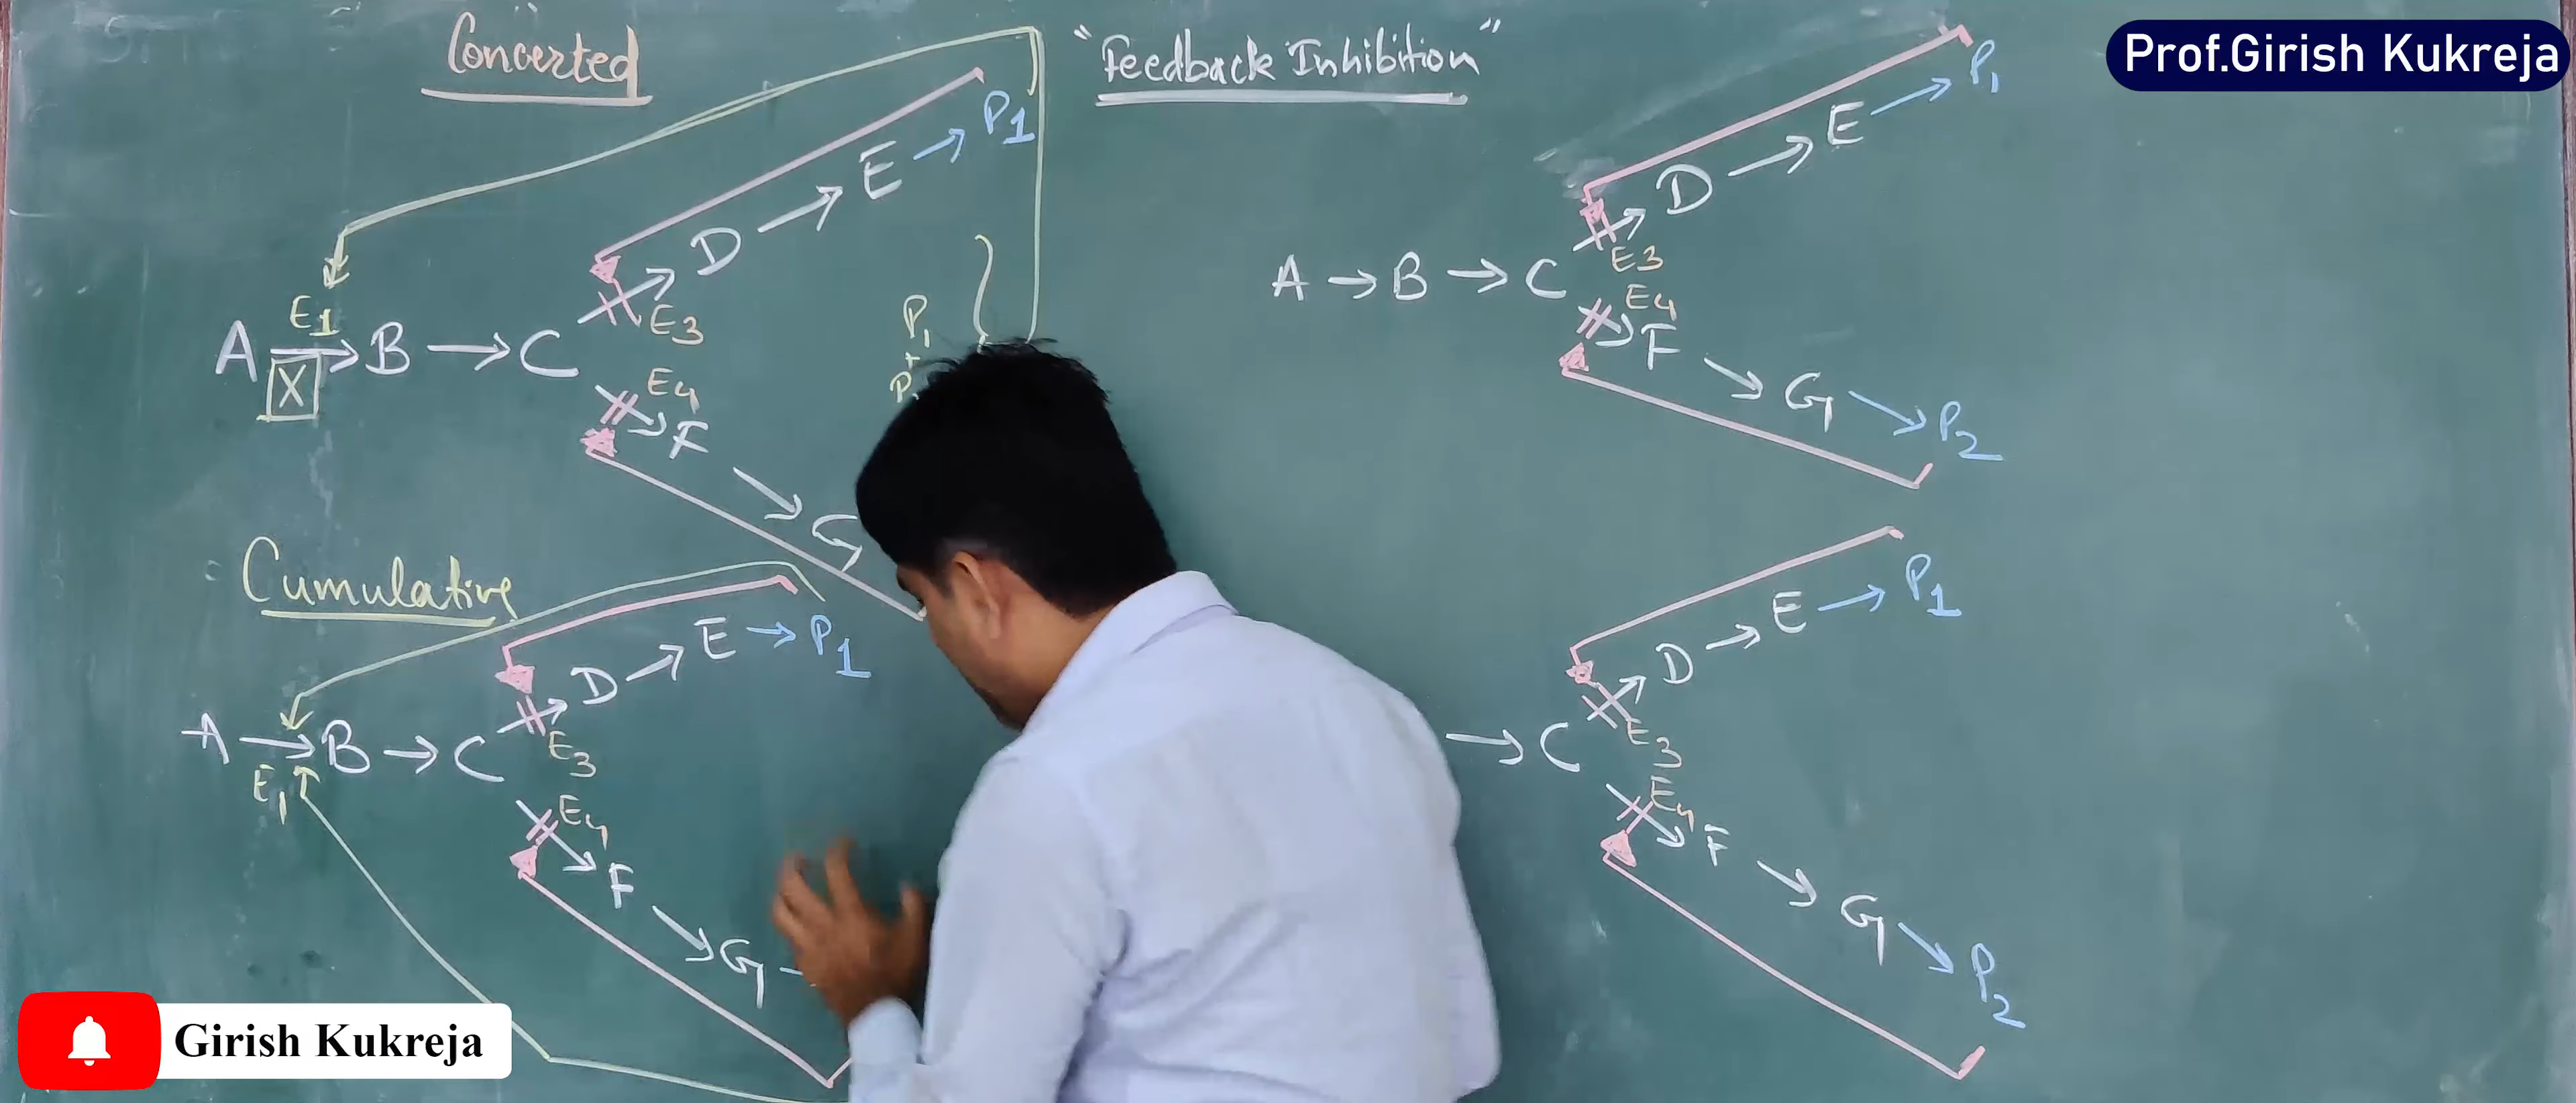 Concerted
"Feedback Inhibition"
Prof.Girish Kukreja
A → B → C
E1
X
E3
E4
D → E → P1
F → G
P1
+
A → B → C
E3
E4
D → E → P1
F → G → P2
Cumulative
A → B → C
E1
E3
E4
D → E → P1
F → G
→ C
E3
E4
D → E → P1
F → G → P2
Girish Kukreja